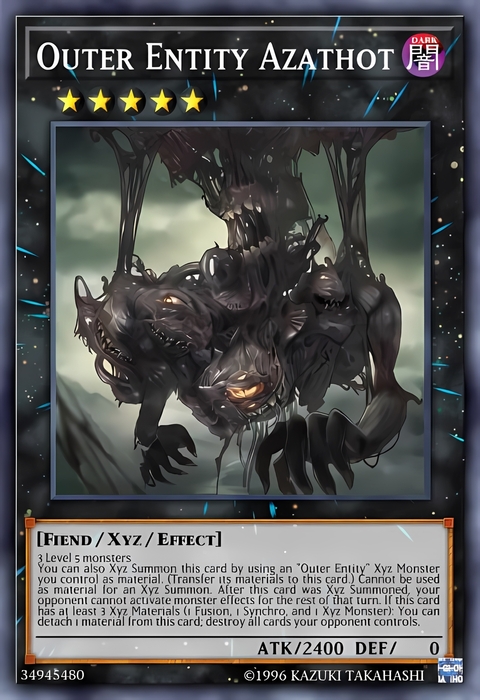 OUTER ENTITY AZATHOT
DARK
闇
[FIEND / XYZ / EFFECT]
3 Level 5 monsters
You can also Xyz Summon this card by using an "Outer Entity" Xyz Monster
you control as material. (Transfer its materials to this card.) Cannot be used
as material for an Xyz Summon. After this card was Xyz Summoned, your
opponent cannot activate monster effects for the rest of that turn. If this card
has at least 3 Xyz Materials (1 Fusion, 1 Synchro, and 1 Xyz Monster): You can
detach 1 material from this card; destroy all cards your opponent controls.
ATK/2400 DEF/ 0
34945480 ©1996 KAZUKI TAKAHASHI